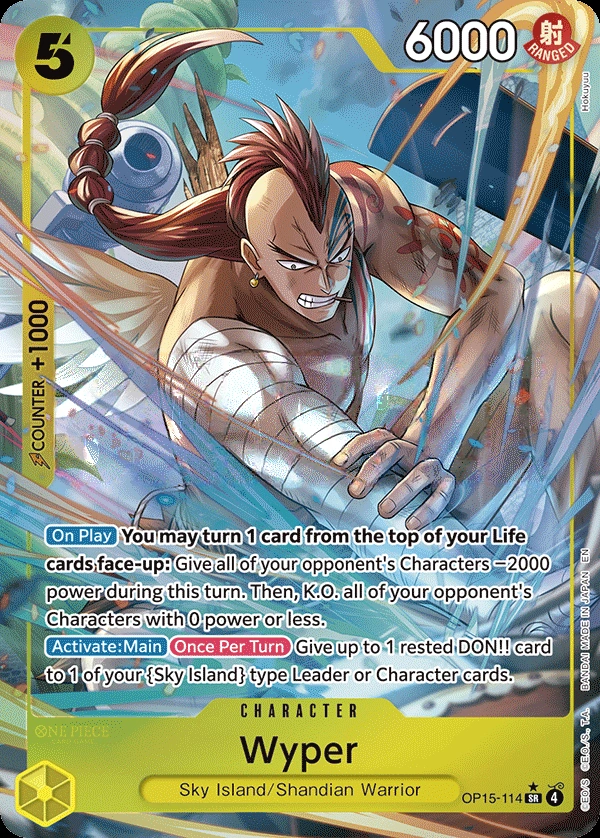 5
6000
射
RANGED
Hokuyuu
COUNTER +1000
On Play You may turn 1 card from the top of your Life
cards face-up: Give all of your opponent's Characters −2000
power during this turn. Then, K.O. all of your opponent's
Characters with 0 power or less.
Activate:Main Once Per Turn Give up to 1 rested DON!! card
to 1 of your {Sky Island} type Leader or Character cards.
BANDAI MADE IN JAPAN EN
©ED/S ©E.O./S., T.A.
CHARACTER
ONE PIECE
CARD GAME
Wyper
Sky Island/Shandian Warrior
OP15-114 SR 4